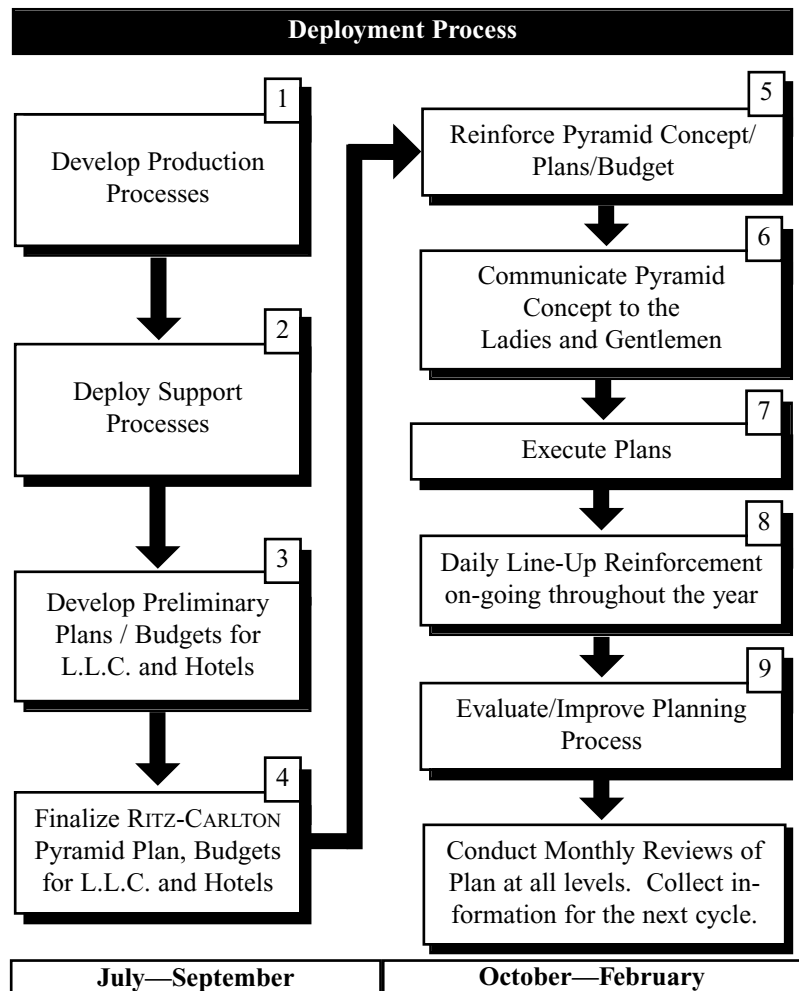 Deployment Process
1
Develop Production
Processes
2
Deploy Support
Processes
3
Develop Preliminary
Plans / Budgets for
L.L.C. and Hotels
4
Finalize RITZ-CARLTON
Pyramid Plan, Budgets
for L.L.C. and Hotels
July—September
5
Reinforce Pyramid Concept/
Plans/Budget
6
Communicate Pyramid
Concept to the
Ladies and Gentlemen
7
Execute Plans
8
Daily Line-Up Reinforcement
on-going throughout the year
9
Evaluate/Improve Planning
Process
Conduct Monthly Reviews of
Plan at all levels.  Collect in-
formation for the next cycle.
October—February